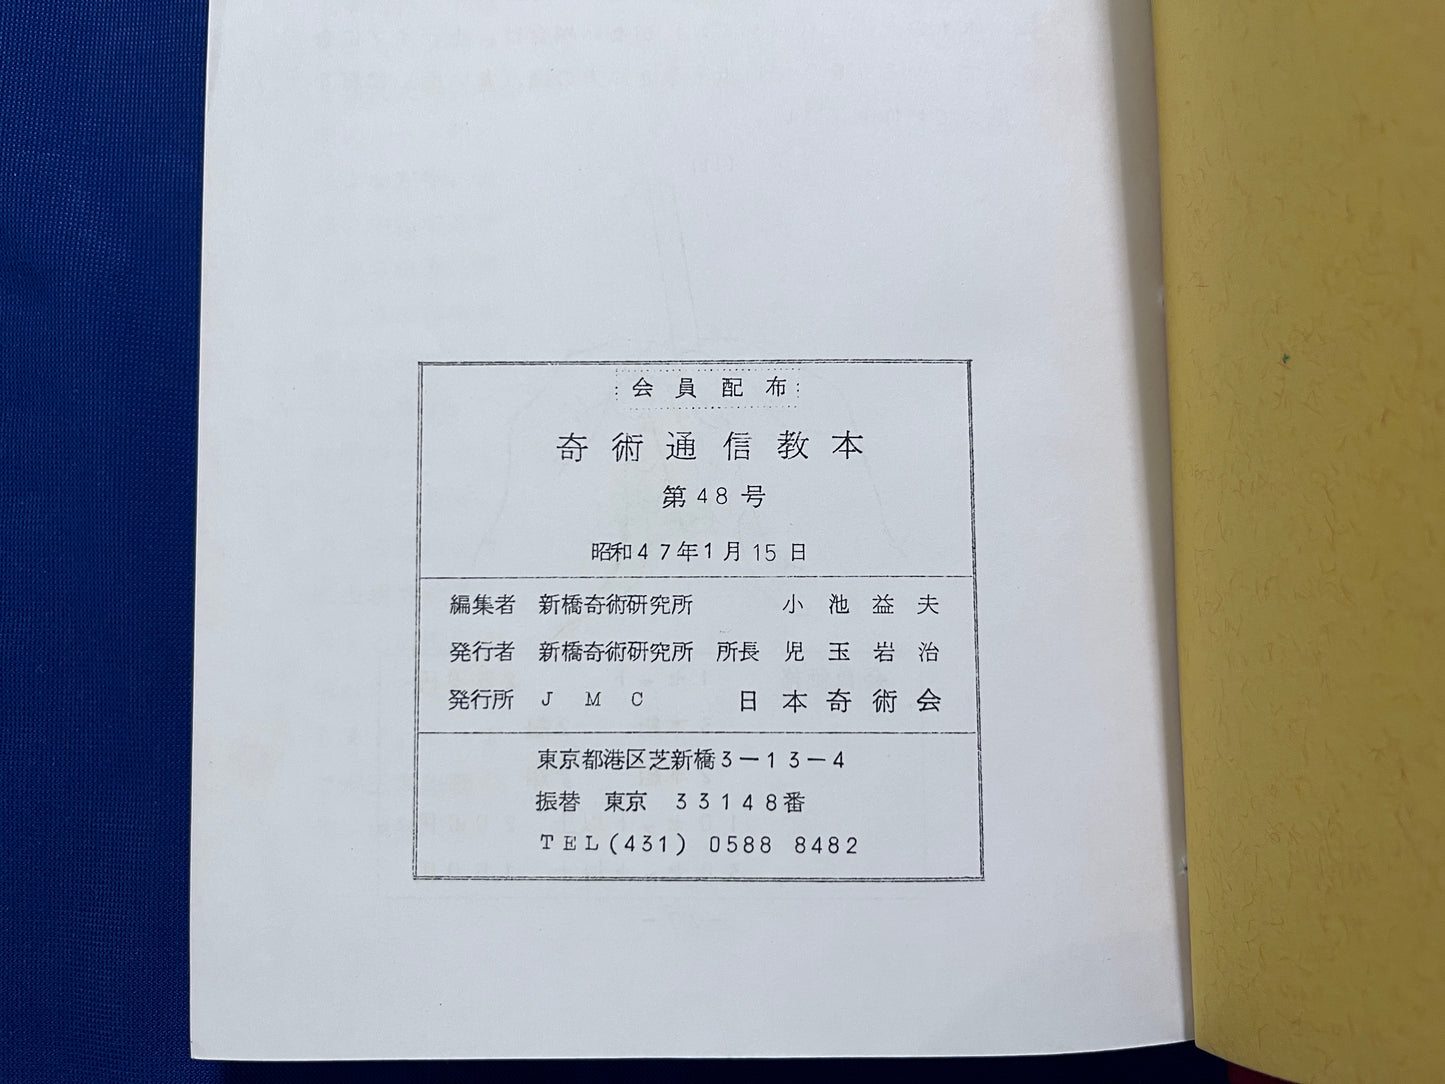 会員配布
奇術通信教本
第48号
昭和47年1月15日
編集者 新橋奇術研究所 小池益夫
発行者 新橋奇術研究所 所長 児玉岩治
発行所 JMC 日本奇術会
東京都港区芝新橋3-13-4
振替 東京 33148番
TEL(431) 0588 8482